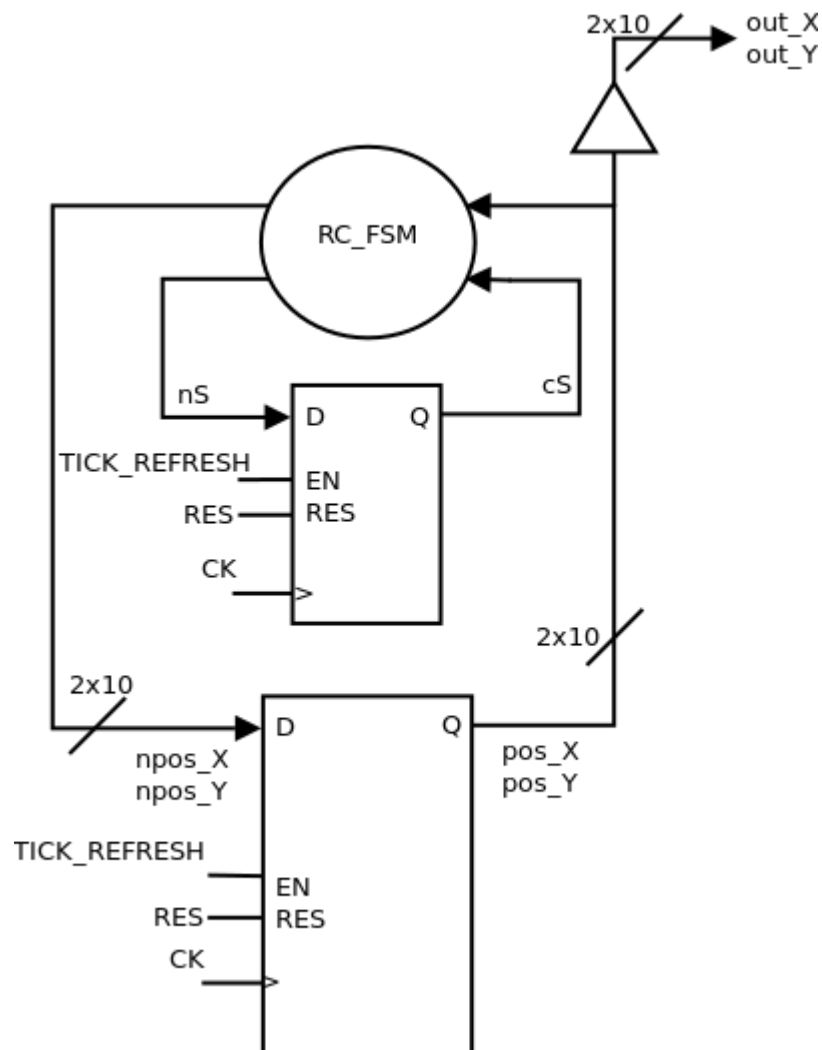 2x10
out_X
out_Y
RC_FSM
nS
cS
D
Q
TICK_REFRESH
EN
RES
RES
CK
>
2x10
2x10
D
Q
npos_X
npos_Y
pos_X
pos_Y
TICK_REFRESH
EN
RES
RES
CK
>